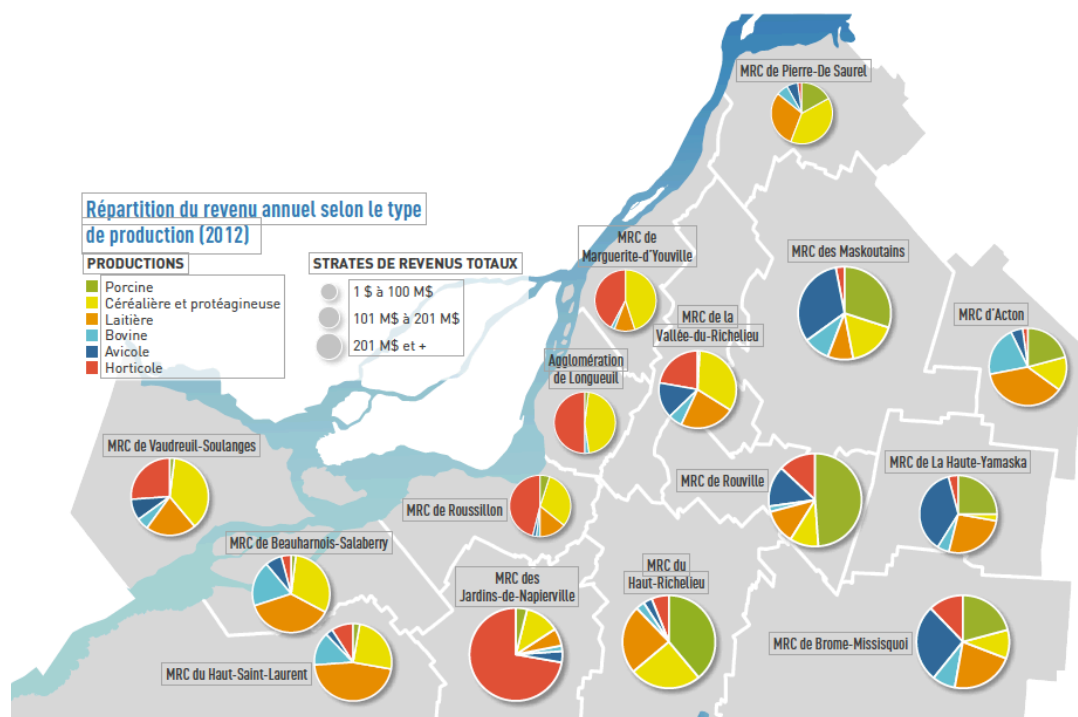 MRC de Pierre-De Saurel
Répartition du revenu annuel selon le type
de production (2012)
PRODUCTIONS
Porcine
Céréalière et protéagineuse
Laitière
Bovine
Avicole
Horticole
STRATES DE REVENUS TOTAUX
1 $ à 100 M$
101 M$ à 201 M$
201 M$ et +
MRC de
Marguerite-d'Youville
MRC des Maskoutains
MRC de la
Vallée-du-Richelieu
MRC d'Acton
Agglomération
de Longueuil
MRC de Vaudreuil-Soulanges
MRC de Roussillon
MRC de Rouville
MRC de La Haute-Yamaska
MRC de Beauharnois-Salaberry
MRC des
Jardins-de-Napierville
MRC du
Haut-Richelieu
MRC de Brome-Missisquoi
MRC du Haut-Saint-Laurent